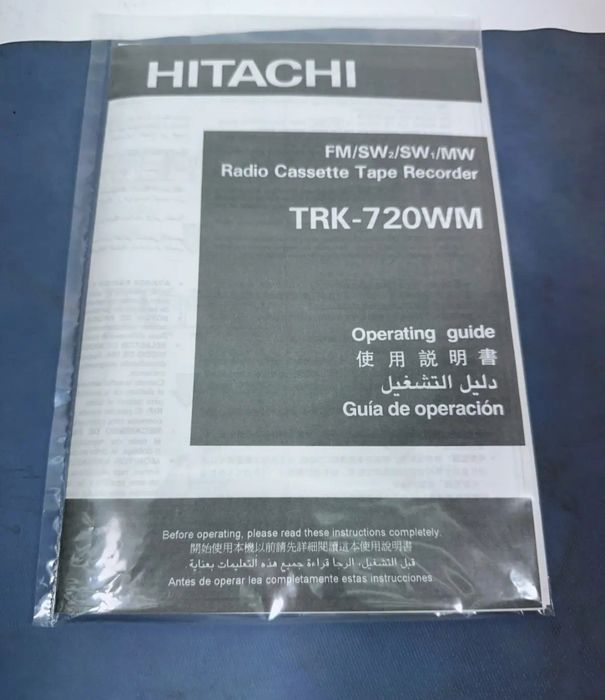 HITACHI
FM/SW₂/SW₁/MW
Radio Cassette Tape Recorder
TRK-720WM
Operating guide
使用説明書
دليل التشغيل
Guía de operación
Before operating, please read these instructions completely.
開始使用本機以前請先詳細閱讀這本使用說明書
قبل التشغيل، الرجا قراءة جميع هذه التعليمات بعناية
Antes de operar lea completamente estas instrucciones